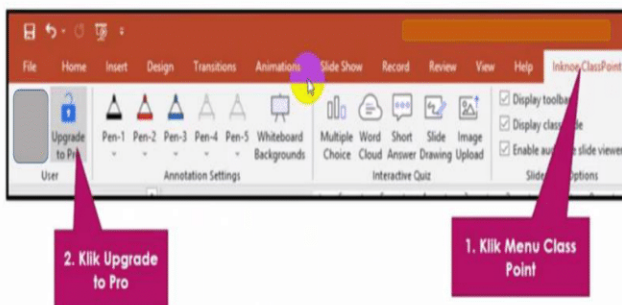 File Home Insert Design Transitions Animations Slide Show Record Review View Help Inknoe ClassPoint
Upgrade to Pro
Pen-1 Pen-2 Pen-3 Pen-4 Pen-5
Whiteboard Backgrounds
Multiple Choice
Word Cloud
Short Answer
Slide Drawing
Image Upload
Display toolbar
Display class
Enable slide viewer
User
Annotation Settings
Interactive Quiz
Slide Options
2. Klik Upgrade
to Pro
1. Klik Menu Class
Point